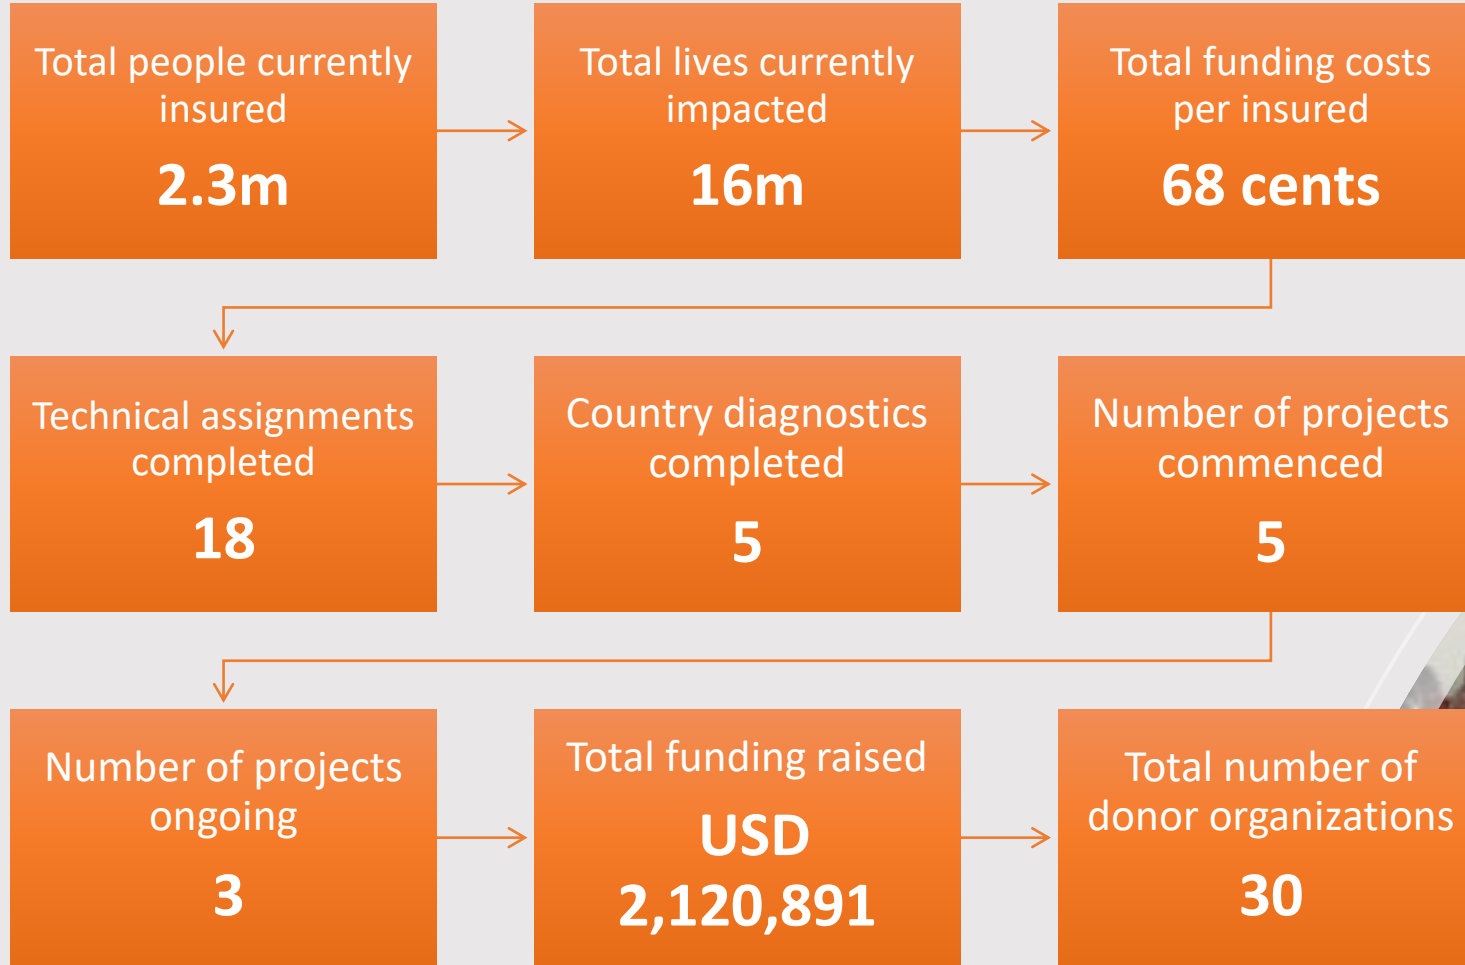 Total people currently
insured
2.3m
Total lives currently
impacted
16m
Total funding costs
per insured
68 cents
Technical assignments
completed
18
Country diagnostics
completed
5
Number of projects
commenced
5
Number of projects
ongoing
3
Total funding raised
USD
2,120,891
Total number of
donor organizations
30